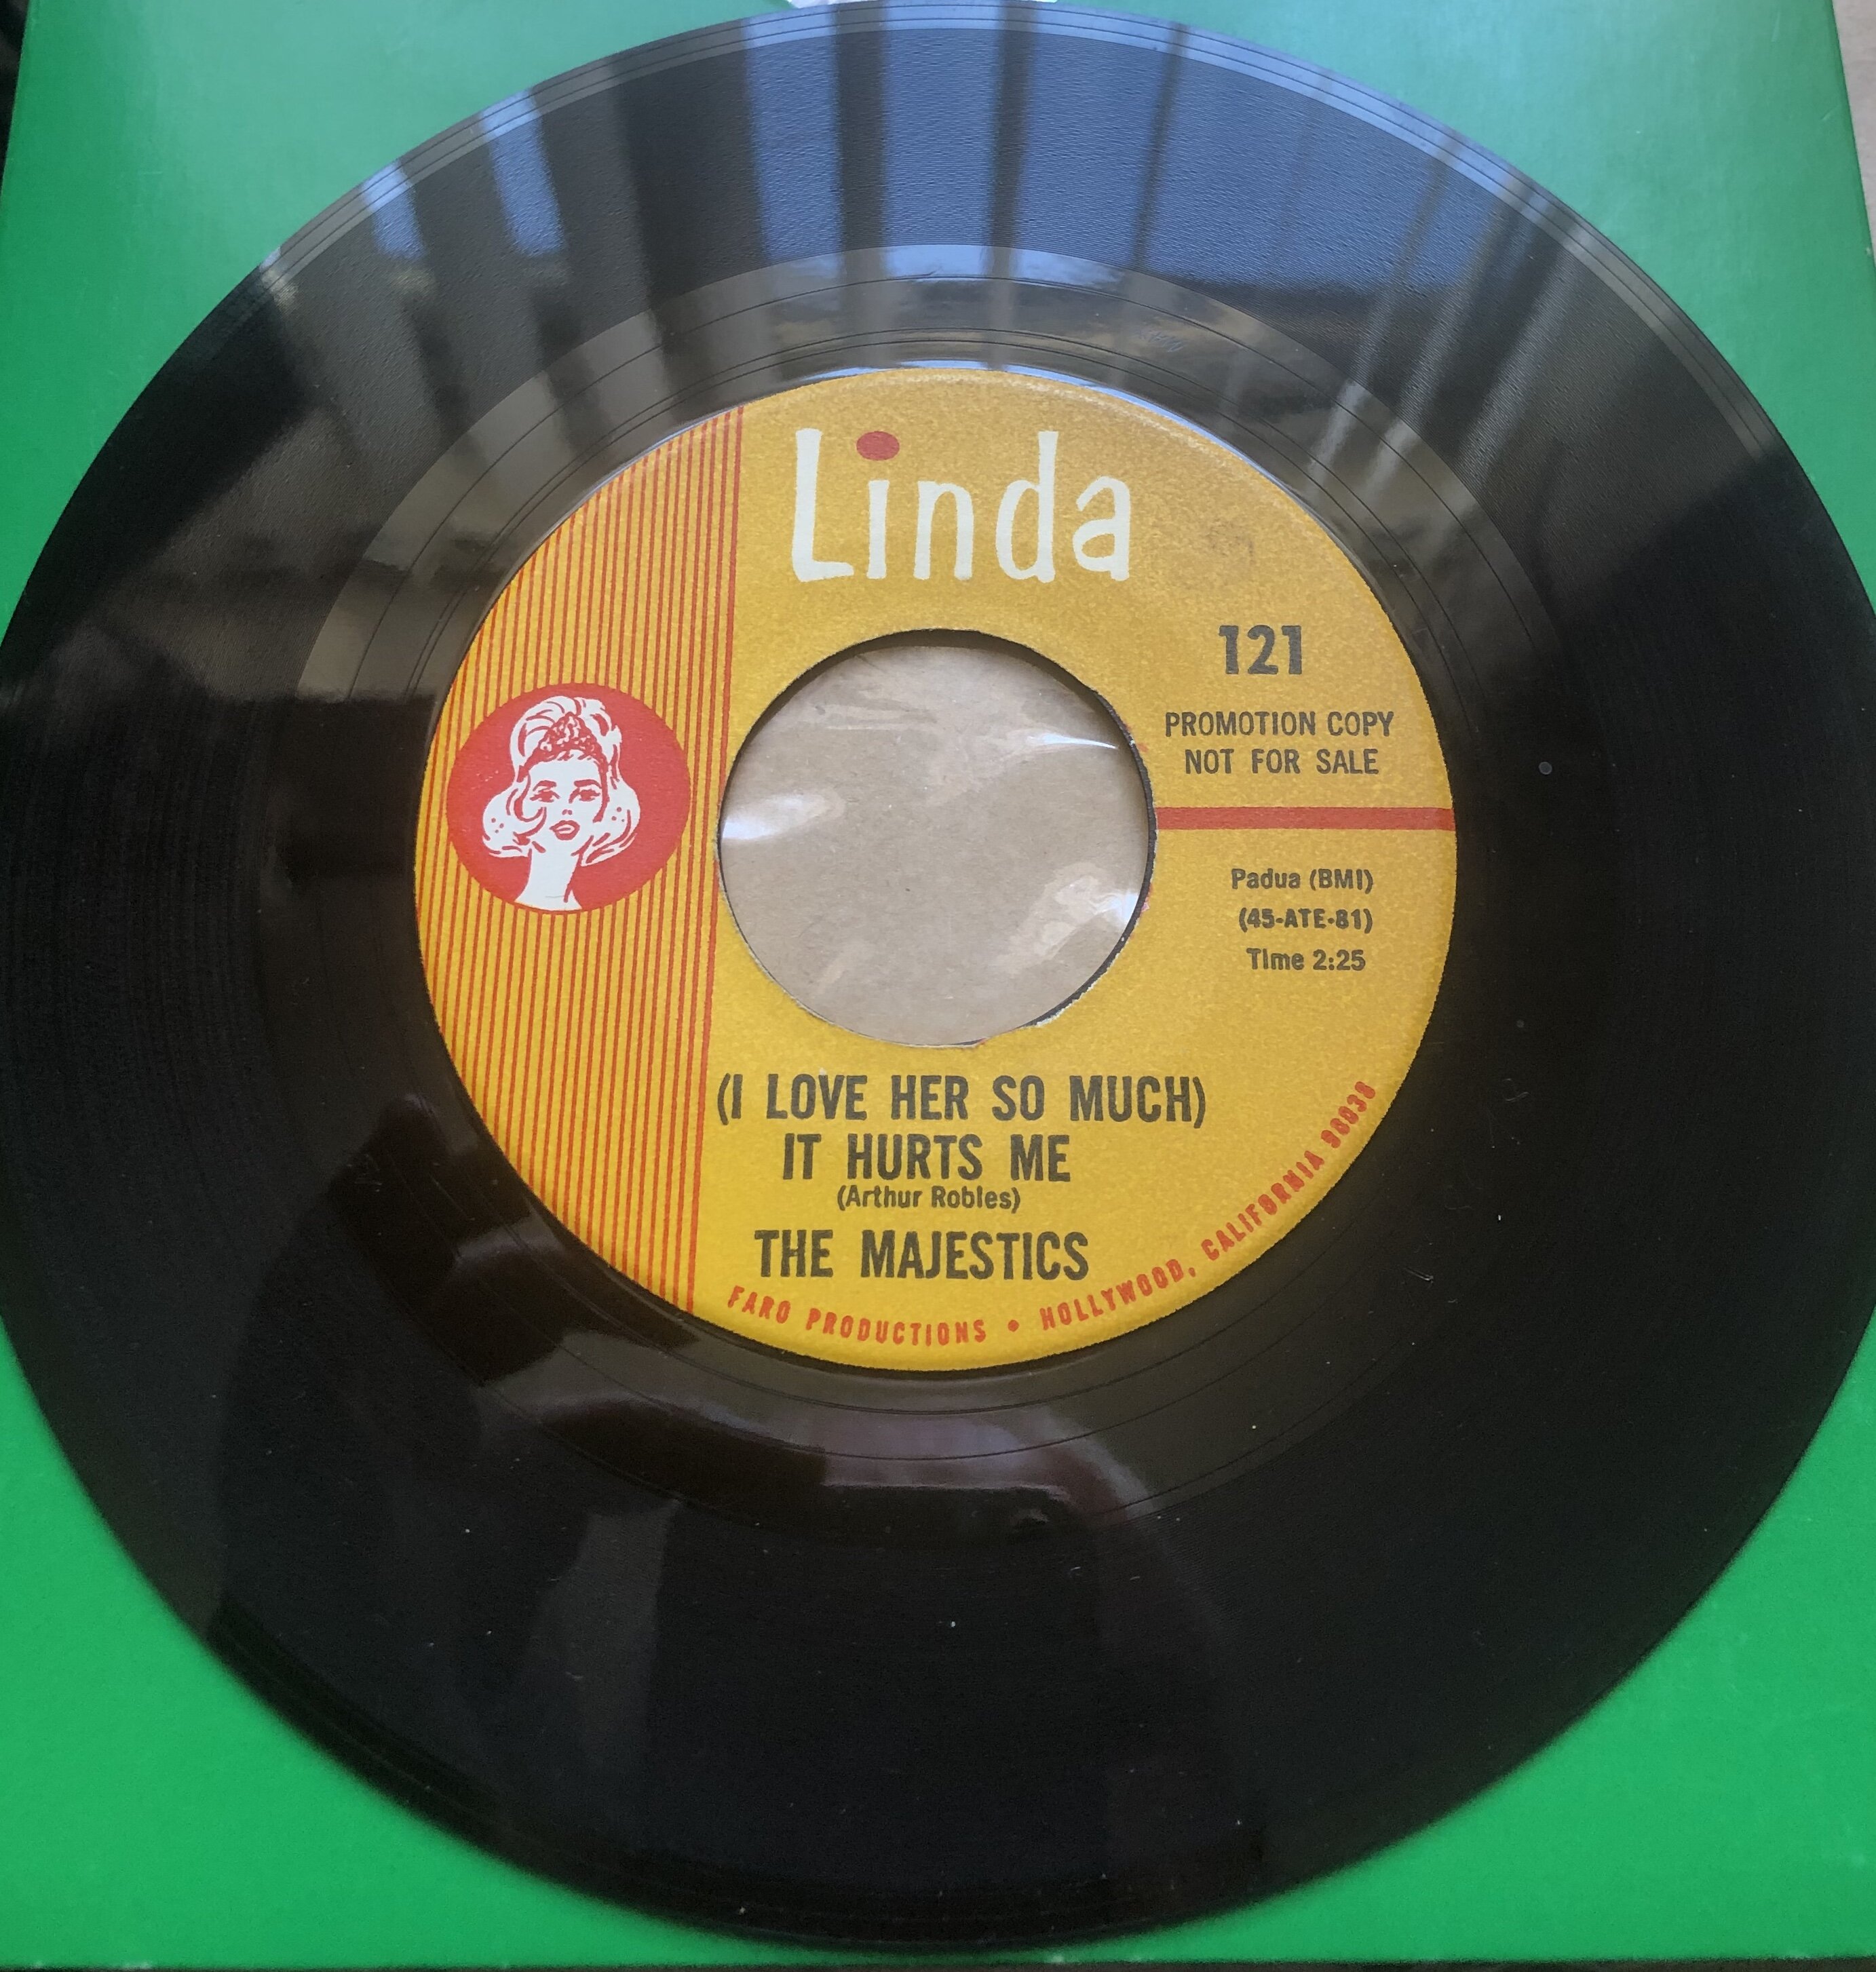 Linda
121
PROMOTION COPY
NOT FOR SALE
Padua (BMI)
(45-ATE-81)
Time 2:25
(I LOVE HER SO MUCH)
IT HURTS ME
(Arthur Robles)
THE MAJESTICS
FARO PRODUCTIONS • HOLLYWOOD, CALIFORNIA 90036